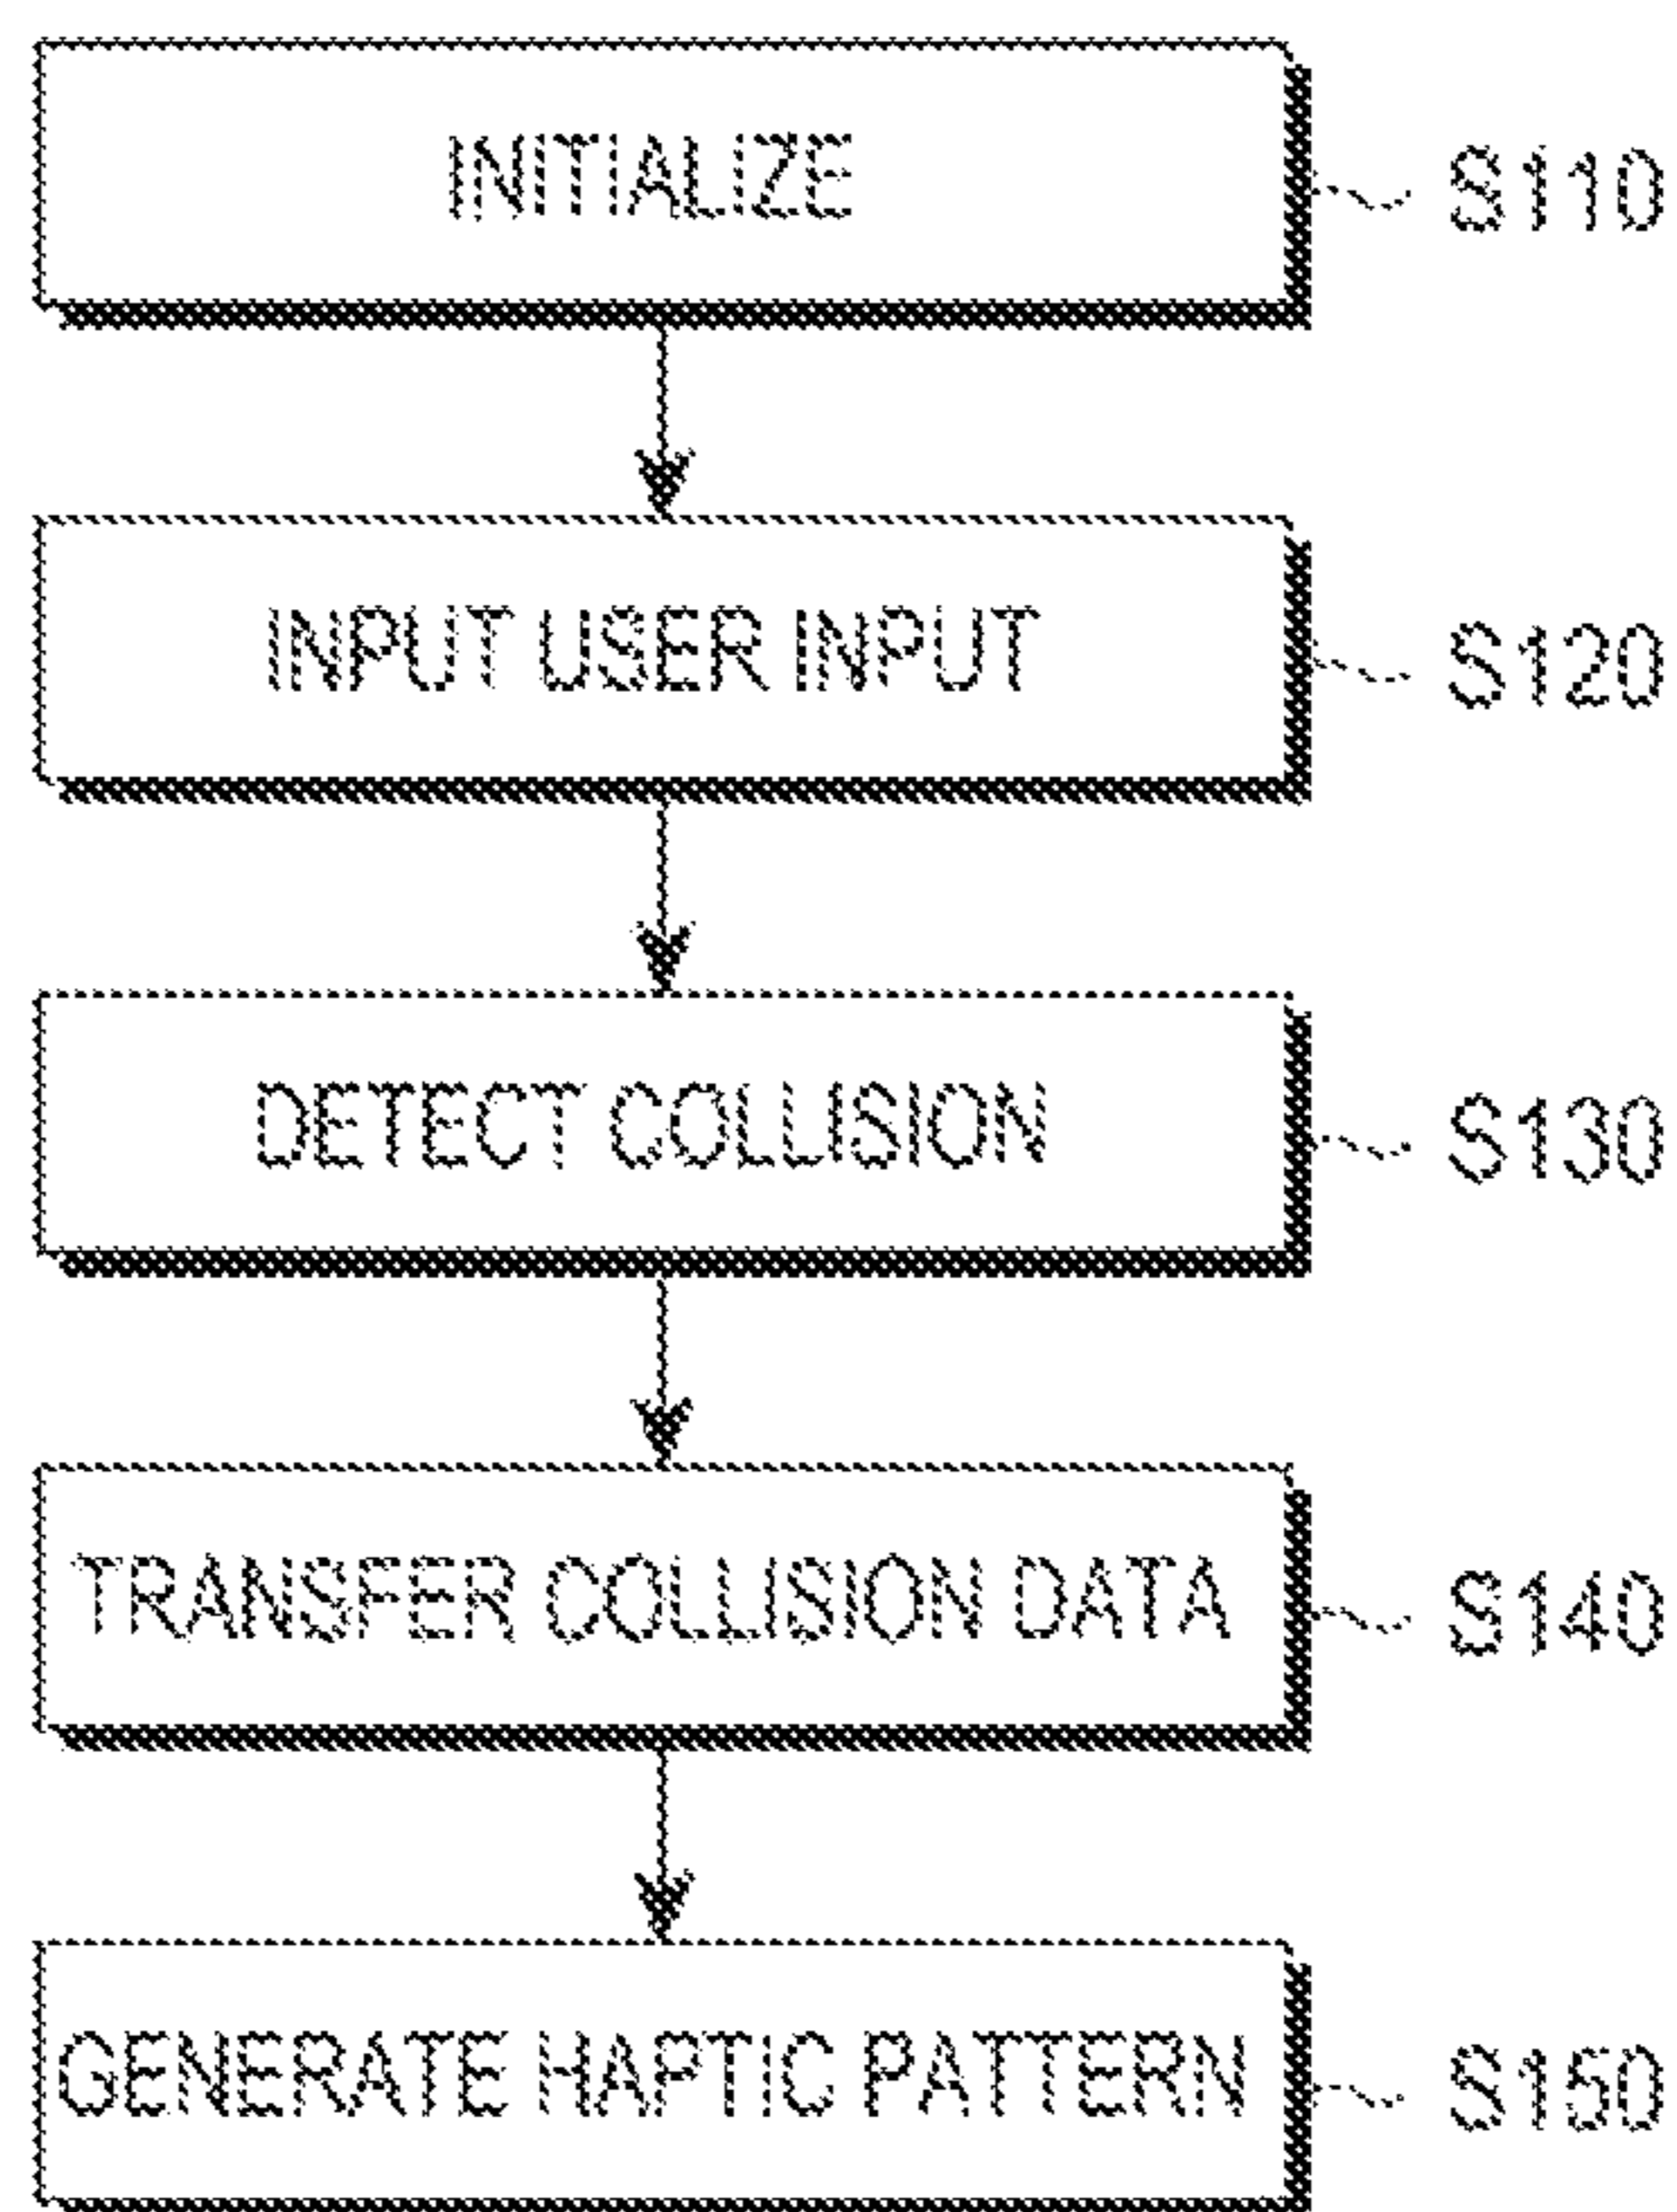 INITIALIZE
S110
INPUT USER INPUT
S120
DETECT COLLISION
S130
TRANSFER COLLISION DATA
S140
GENERATE HAPTIC PATTERN
S150